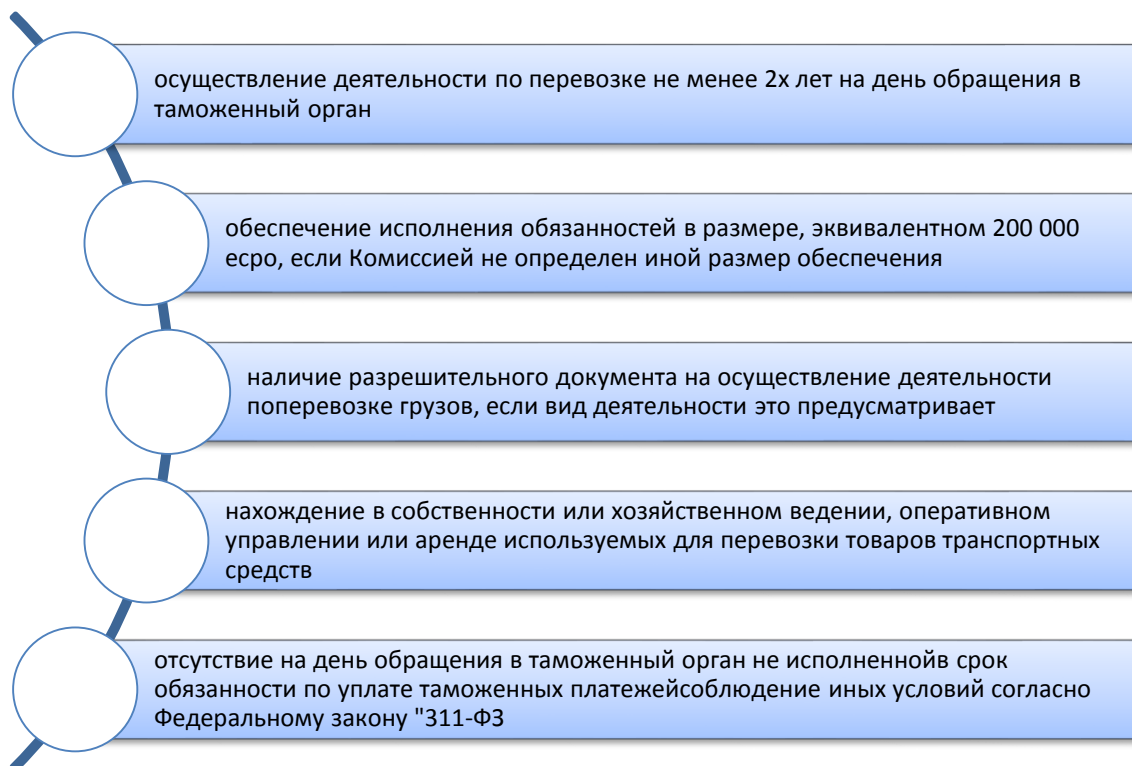 осуществление деятельности по перевозке не менее 2х лет на день обращения в
таможенный орган
обеспечение исполнения обязанностей в размере, эквивалентном 200 000
есро, если Комиссией не определен иной размер обеспечения
наличие разрешительного документа на осуществление деятельности
поперевозке грузов, если вид деятельности это предусматривает
нахождение в собственности или хозяйственном ведении, оперативном
управлении или аренде используемых для перевозки товаров транспортных
средств
отсутствие на день обращения в таможенный орган не исполненнойв срок
обязанности по уплате таможенных платежейсоблюдение иных условий согласно
Федеральному закону "311-ФЗ